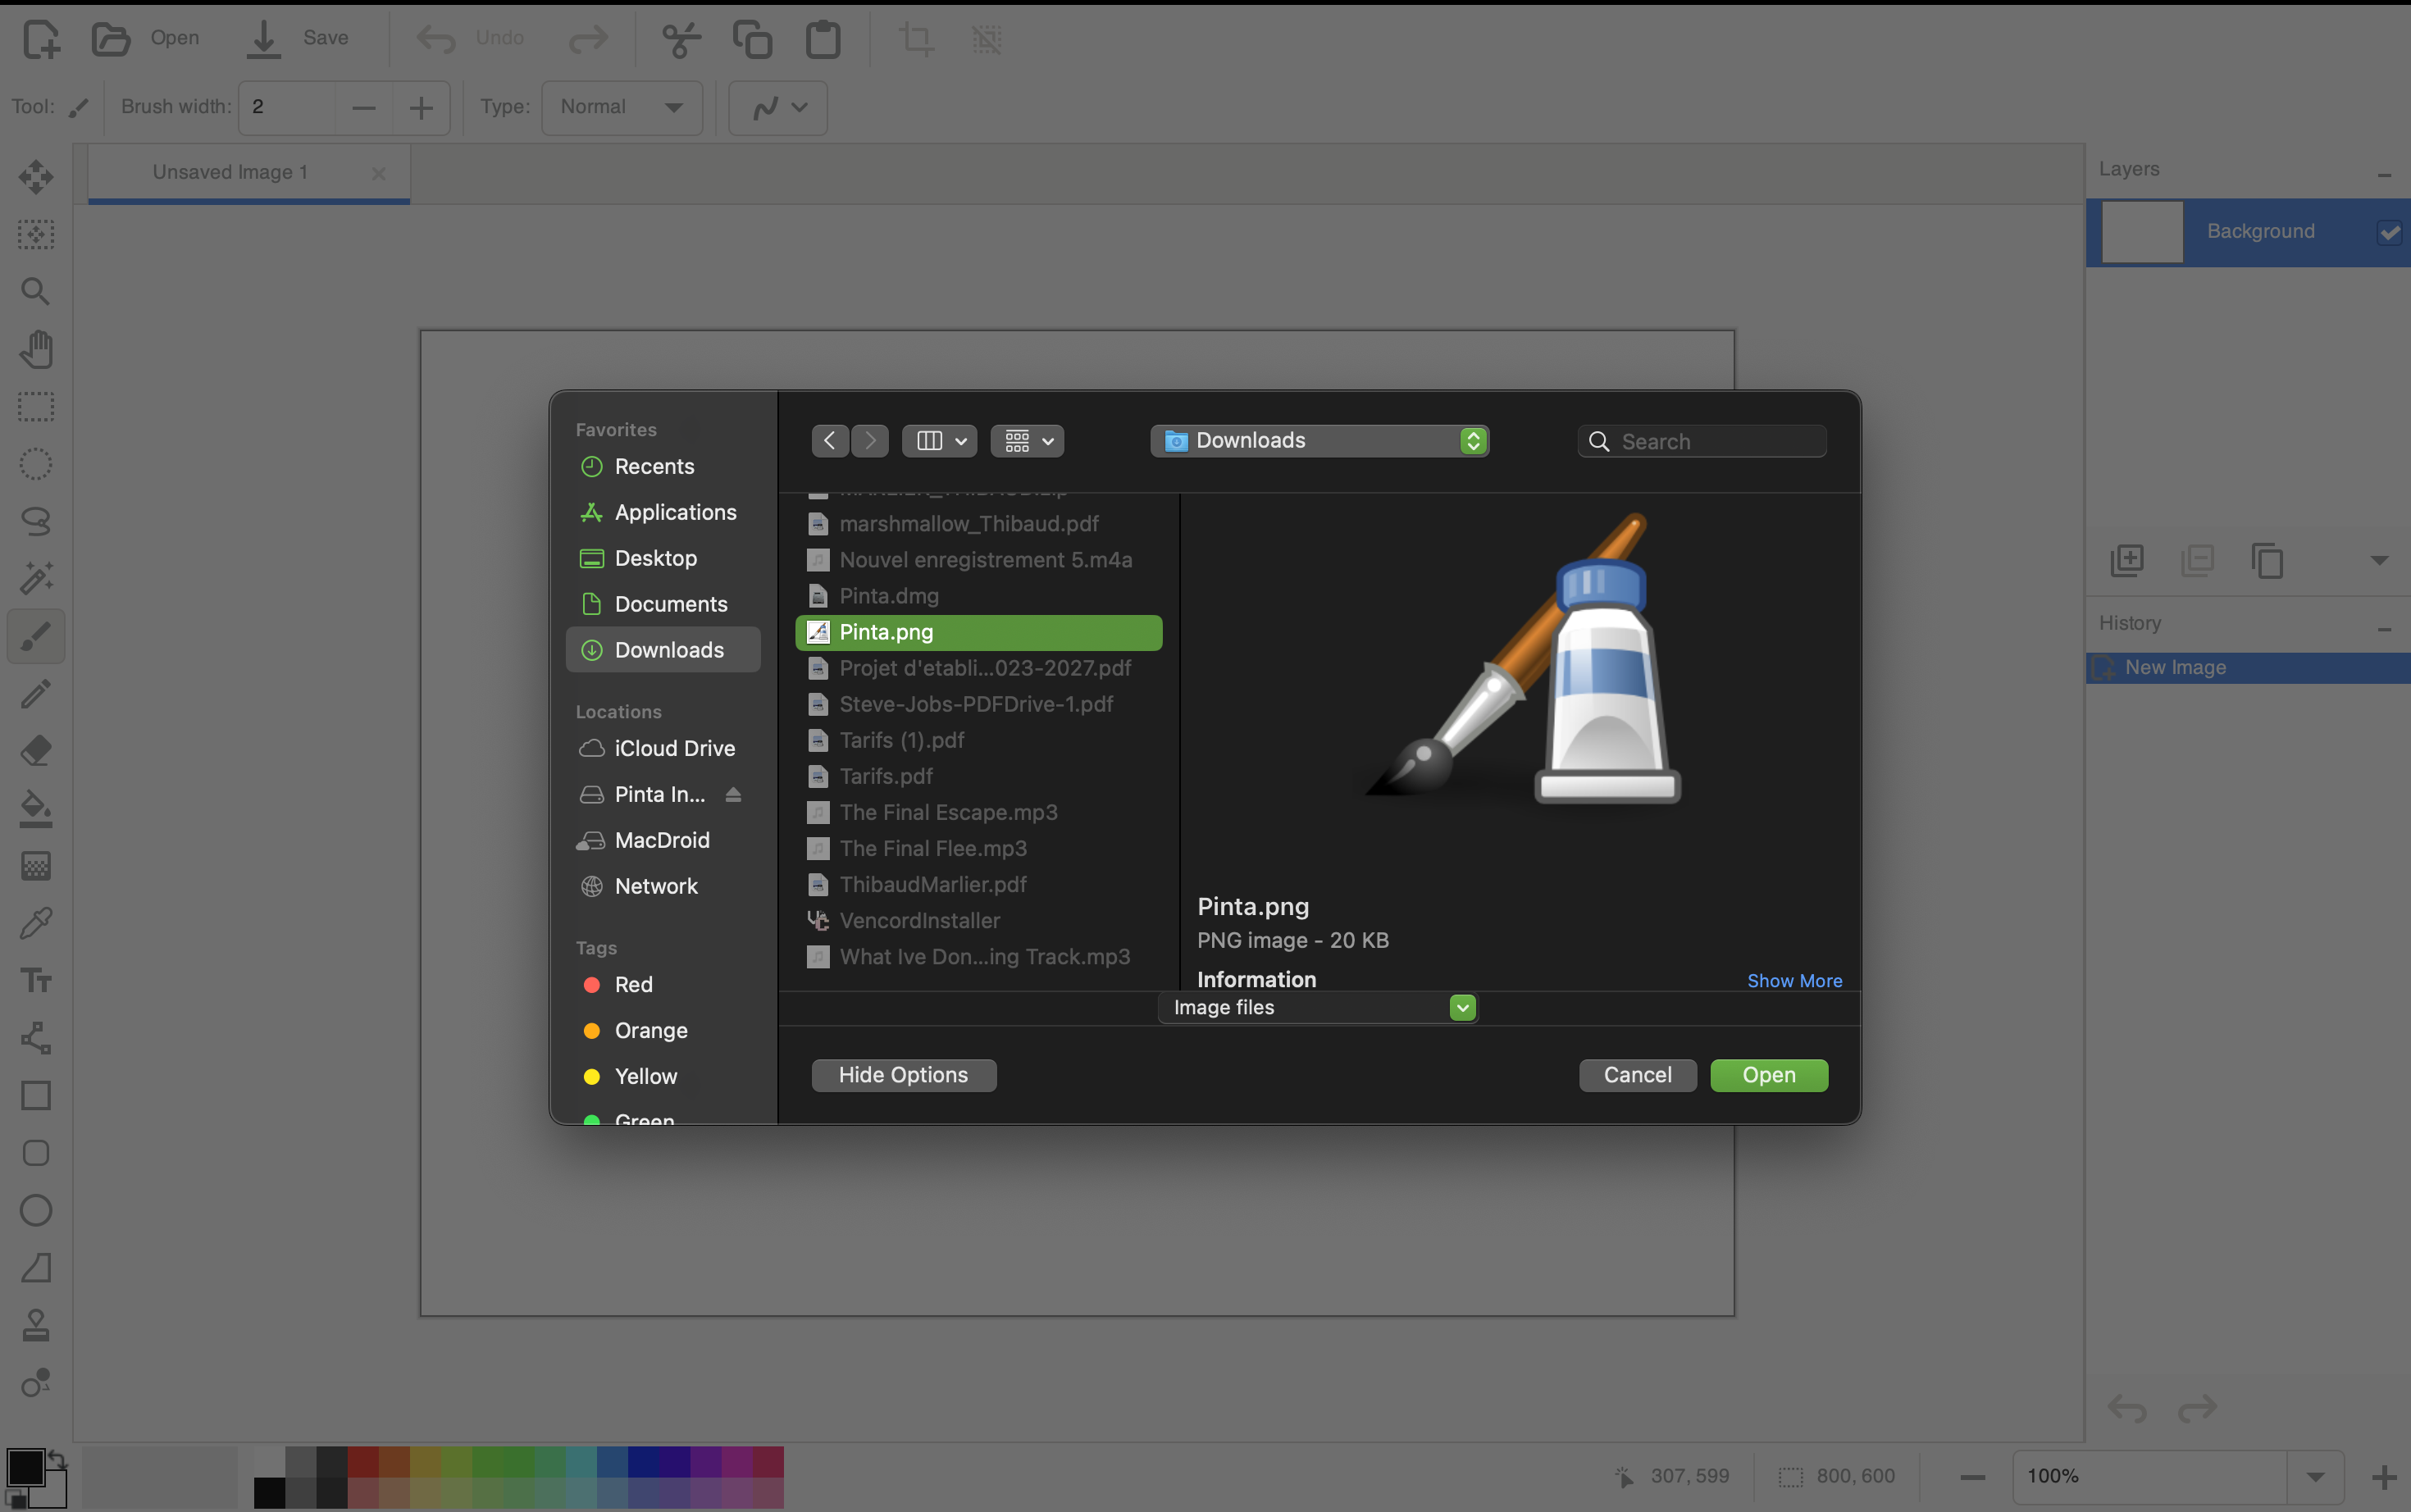 Open Save Undo
Tool: Brush width: 2 Type: Normal
Unsaved Image 1
Layers
Background
History
New Image
Favorites
Recents
Applications
Desktop
Documents
Downloads
Locations
iCloud Drive
Pinta In...
MacDroid
Network
Tags
Red
Orange
Yellow
Green
Downloads
Search
marshmallow_Thibaud.pdf
Nouvel enregistrement 5.m4a
Pinta.dmg
Pinta.png
Projet d'etabli...023-2027.pdf
Steve-Jobs-PDFDrive-1.pdf
Tarifs (1).pdf
Tarifs.pdf
The Final Escape.mp3
The Final Flee.mp3
ThibaudMarlier.pdf
VencordInstaller
What Ive Don...ing Track.mp3
Pinta.png
PNG image - 20 KB
Information Show More
Image files
Hide Options Cancel Open
307, 599 800, 600 100%